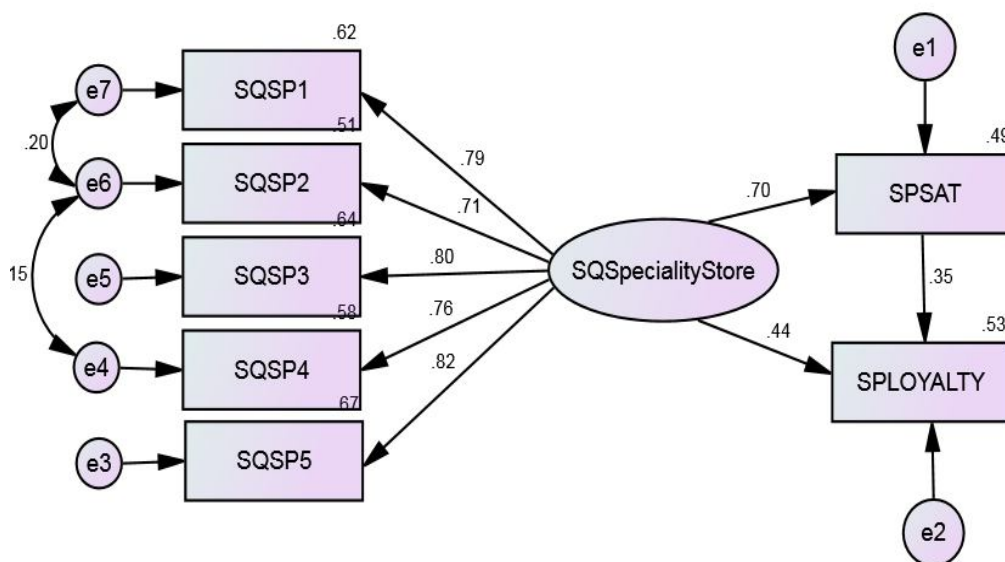 .62
e1
e7
SQSP1
.51
.49
.20
.79
e6
SQSP2
.71
.70
SPSAT
.64
SQSpecialityStore
15
e5
SQSP3
.80
.35
.58
.76
.44
.53
e4
SQSP4
.82
SPLOYALTY
.67
e3
SQSP5
e2